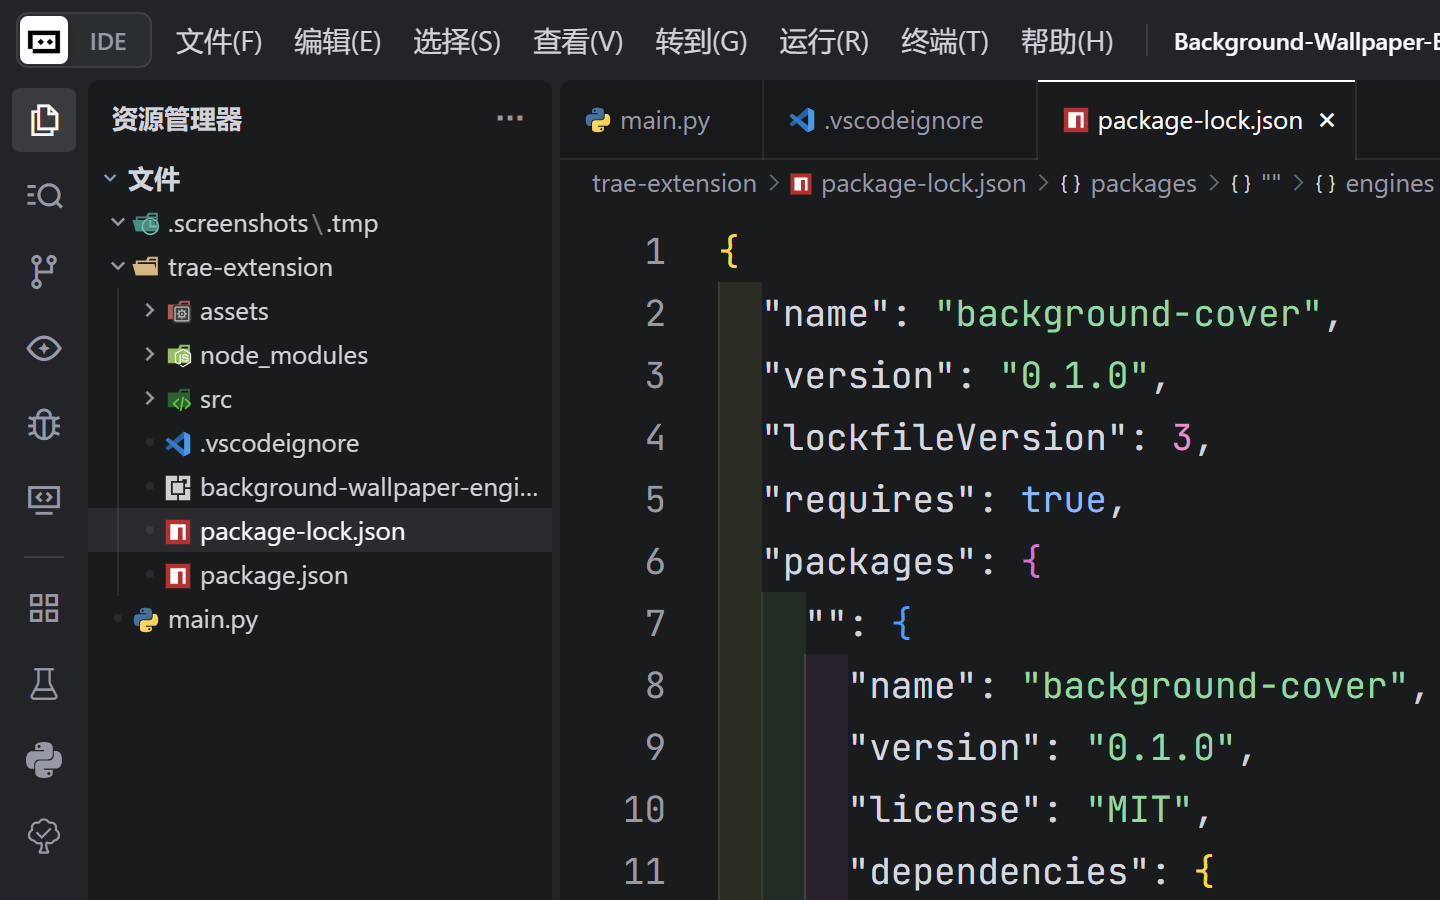 IDE 文件(F) 编辑(E) 选择(S) 查看(V) 转到(G) 运行(R) 终端(T) 帮助(H) Background-Wallpaper-E
资源管理器 ...
文件
.screenshots\.tmp
trae-extension
assets
node_modules
src
.vscodeignore
background-wallpaper-engi...
package-lock.json
package.json
main.py
main.py .vscodeignore package-lock.json
trae-extension > package-lock.json > {} packages > {} "" > {} engines
1 {
2 "name": "background-cover",
3 "version": "0.1.0",
4 "lockfileVersion": 3,
5 "requires": true,
6 "packages": {
7 "": {
8 "name": "background-cover",
9 "version": "0.1.0",
10 "license": "MIT",
11 "dependencies": {